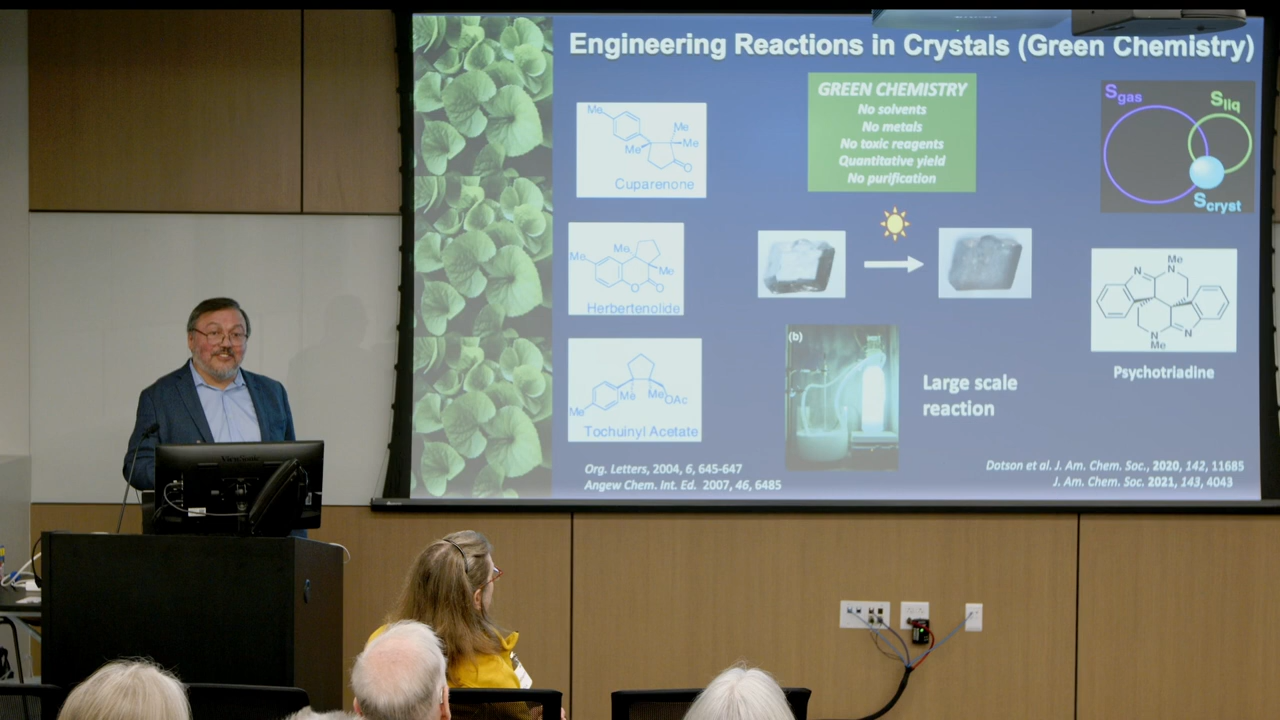 Engineering Reactions in Crystals (Green Chemistry)
GREEN CHEMISTRY
No solvents
No metals
No toxic reagents
Quantitative yield
No purification
Me
Me
Me
Me
O
Cuparenone
Me
Me
Me
O
O
Herbertenolide
Me
Me
Me
OAc
Tochuinyl Acetate
(b)
Large scale
reaction
Sgas
Sliq
Scryst
Me
N
N
N
N
Me
Psychotriadine
Org. Letters, 2004, 6, 645-647
Angew Chem. Int. Ed. 2007, 46, 6485
Dotson et al. J. Am. Chem. Soc., 2020, 142, 11685
J. Am. Chem. Soc. 2021, 143, 4043
ViewSonic